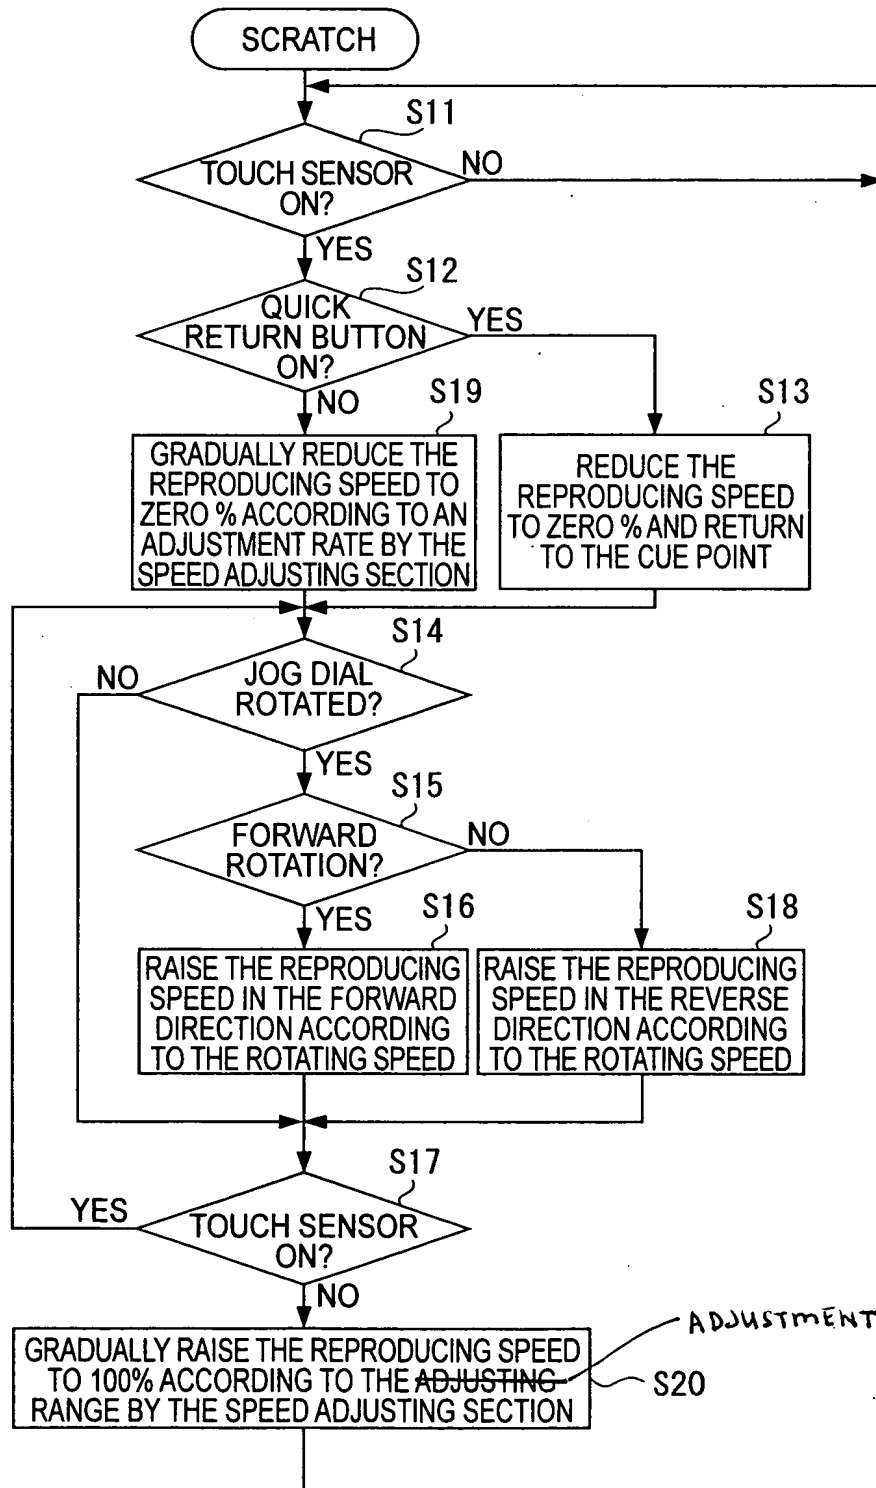 SCRATCH
S11
TOUCH SENSOR
ON?
NO
YES
S12
QUICK
RETURN BUTTON
ON?
YES
NO
S19
GRADUALLY REDUCE THE
REPRODUCING SPEED TO
ZERO % ACCORDING TO AN
ADJUSTMENT RATE BY THE
SPEED ADJUSTING SECTION
S13
REDUCE THE
REPRODUCING SPEED
TO ZERO % AND RETURN
TO THE CUE POINT
S14
JOG DIAL
ROTATED?
NO
YES
S15
FORWARD
ROTATION?
NO
YES
S16
RAISE THE REPRODUCING
SPEED IN THE FORWARD
DIRECTION ACCORDING
TO THE ROTATING SPEED
S18
RAISE THE REPRODUCING
SPEED IN THE REVERSE
DIRECTION ACCORDING
TO THE ROTATING SPEED
S17
TOUCH SENSOR
ON?
YES
NO
ADJUSTMENT
GRADUALLY RAISE THE REPRODUCING SPEED
TO 100% ACCORDING TO THE ADJUSTING
RANGE BY THE SPEED ADJUSTING SECTION
S20